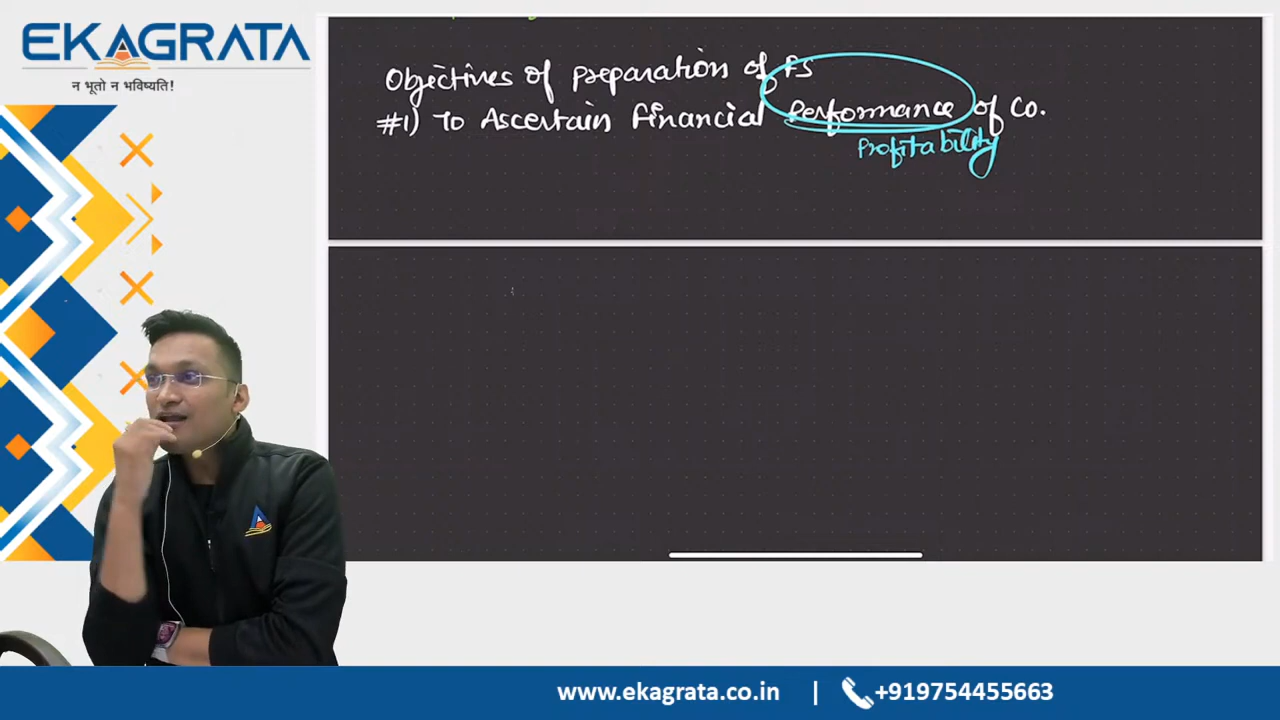 EKAGRATA
न भूतो न भविष्यति!
Objectives of preparation of FS
#1) To Ascertain Financial Performance of Co.
Profitability
www.ekagrata.co.in | +919754455663